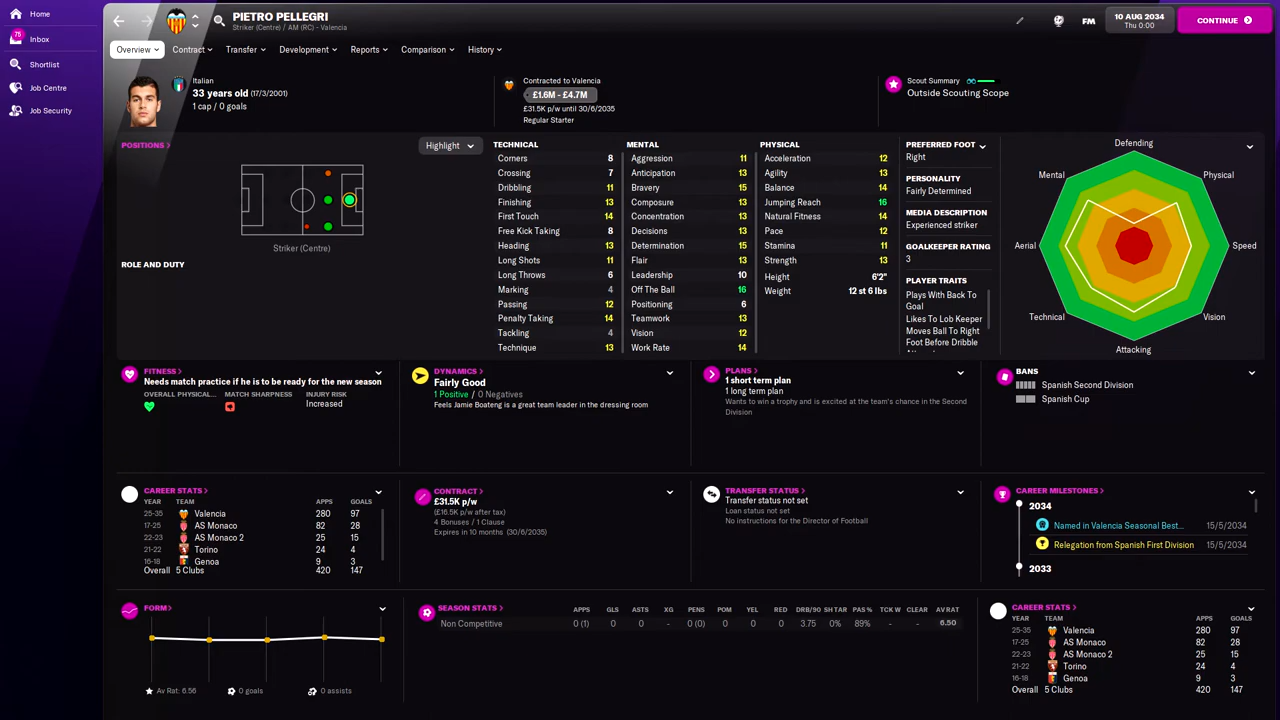 Home
75
Inbox
Shortlist
Job Centre
Job Security
PIETRO PELLEGRI
Striker (Centre) / AM (RC) - Valencia
FM
10 AUG 2034
Thu 0:00
CONTINUE
Overview
Contract
Transfer
Development
Reports
Comparison
History
Italian
33 years old (17/3/2001)
1 cap / 0 goals
Contracted to Valencia
£1.6M - £4.7M
£31.5K p/w until 30/6/2035
Regular Starter
Scout Summary
Outside Scouting Scope
POSITIONS
Highlight
Striker (Centre)
ROLE AND DUTY
TECHNICAL
Corners 8
Crossing 7
Dribbling 11
Finishing 13
First Touch 14
Free Kick Taking 8
Heading 13
Long Shots 11
Long Throws 6
Marking 4
Passing 12
Penalty Taking 14
Tackling 4
Technique 13
MENTAL
Aggression 11
Anticipation 13
Bravery 15
Composure 13
Concentration 13
Decisions 13
Determination 15
Flair 13
Leadership 10
Off The Ball 16
Positioning 6
Teamwork 13
Vision 12
Work Rate 14
PHYSICAL
Acceleration 12
Agility 13
Balance 14
Jumping Reach 16
Natural Fitness 14
Pace 12
Stamina 11
Strength 13
Height 6'2"
Weight 12 st 6 lbs
PREFERRED FOOT
Right
PERSONALITY
Fairly Determined
MEDIA DESCRIPTION
Experienced striker
GOALKEEPER RATING
3
PLAYER TRAITS
Plays With Back To
Goal
Likes To Lob Keeper
Moves Ball To Right
Foot Before Dribble
Defending
Mental
Physical
Aerial
Speed
Technical
Vision
Attacking
FITNESS
Needs match practice if he is to be ready for the new season
OVERALL PHYSICAL... MATCH SHARPNESS INJURY RISK
Increased
DYNAMICS
Fairly Good
1 Positive / 0 Negatives
Feels Jamie Boateng is a great team leader in the dressing room
PLANS
1 short term plan
1 long term plan
Wants to win a trophy and is excited at the team's chance in the Second
Division
BANS
Spanish Second Division
Spanish Cup
CAREER STATS
YEAR TEAM APPS GOALS
25-35 Valencia 280 97
17-25 AS Monaco 82 28
22-23 AS Monaco 2 25 15
21-22 Torino 24 4
16-18 Genoa 9 3
Overall 5 Clubs 420 147
CONTRACT
£31.5K p/w
(£16.5K p/w after tax)
4 Bonuses / 1 Clause
Expires in 10 months (30/6/2035)
TRANSFER STATUS
Transfer status not set
Loan status not set
No instructions for the Director of Football
CAREER MILESTONES
2034
Named in Valencia Seasonal Best... 15/5/2034
Relegation from Spanish First Division 15/5/2034
2033
FORM
Av Rat: 6.56
0 goals
0 assists
SEASON STATS APPS GLS ASTS XG PENS POM YEL RED DRB/90 SH TAR PAS % TCK W CLEAR AV RAT
Non Competitive 0 (1) 0 0 - 0 (0) 0 0 0 3.75 0% 89% - - 6.50
CAREER STATS
YEAR TEAM APPS GOALS
25-35 Valencia 280 97
17-25 AS Monaco 82 28
22-23 AS Monaco 2 25 15
21-22 Torino 24 4
16-18 Genoa 9 3
Overall 5 Clubs 420 147